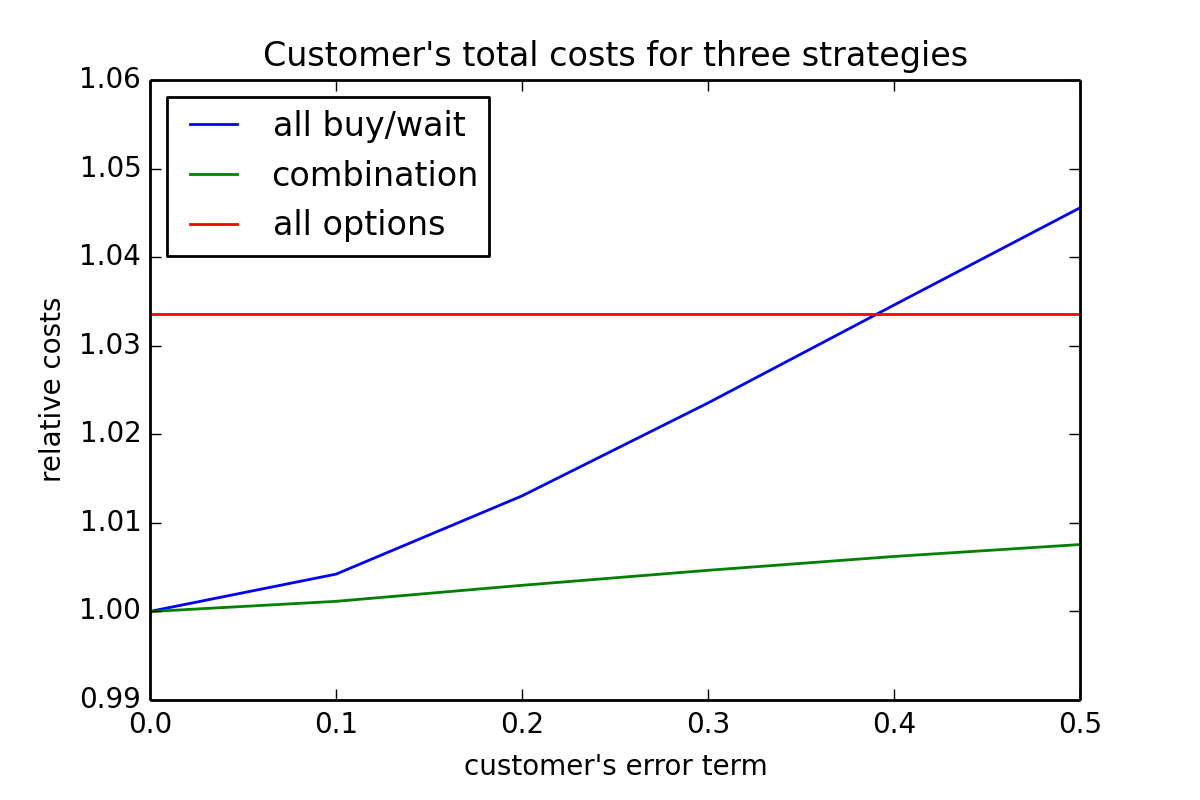 Customer's total costs for three strategies
1.06
1.05
1.04
1.03
1.02
1.01
1.00
0.99
relative costs
all buy/wait
combination
all options
0.0 0.1 0.2 0.3 0.4 0.5
customer's error term